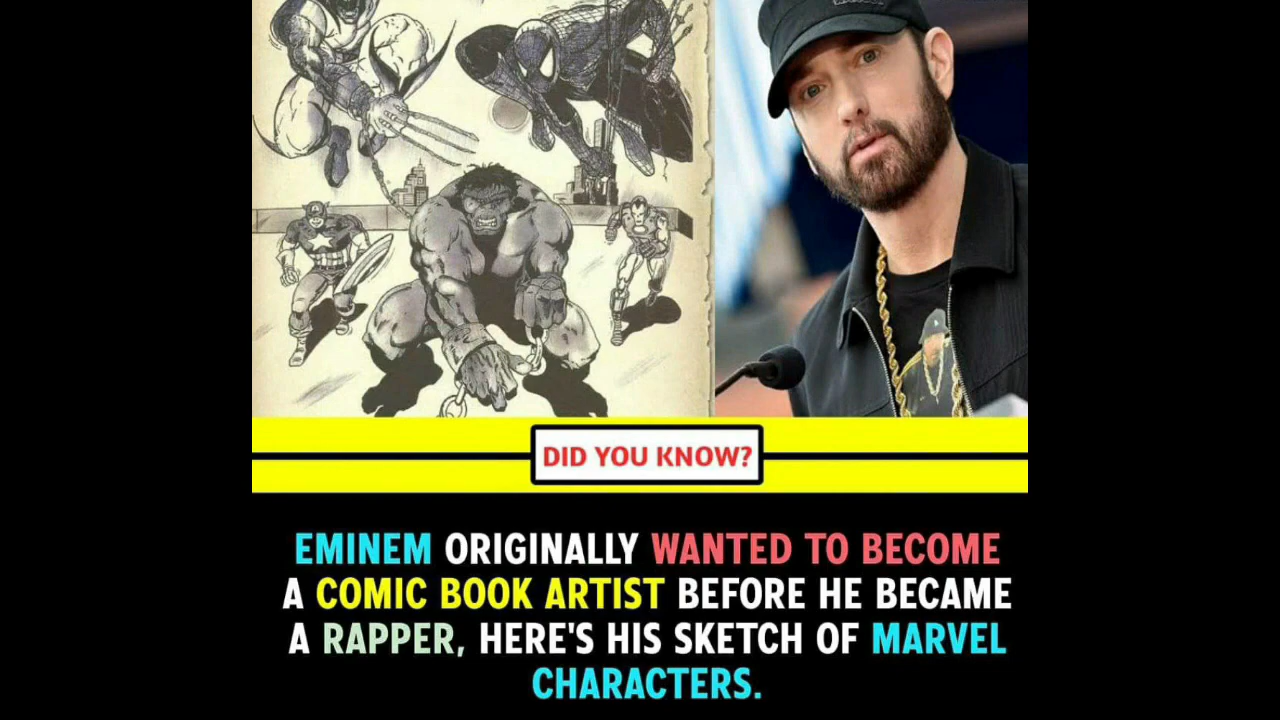 DID YOU KNOW?
EMINEM ORIGINALLY WANTED TO BECOME
A COMIC BOOK ARTIST BEFORE HE BECAME
A RAPPER, HERE'S HIS SKETCH OF MARVEL
CHARACTERS.